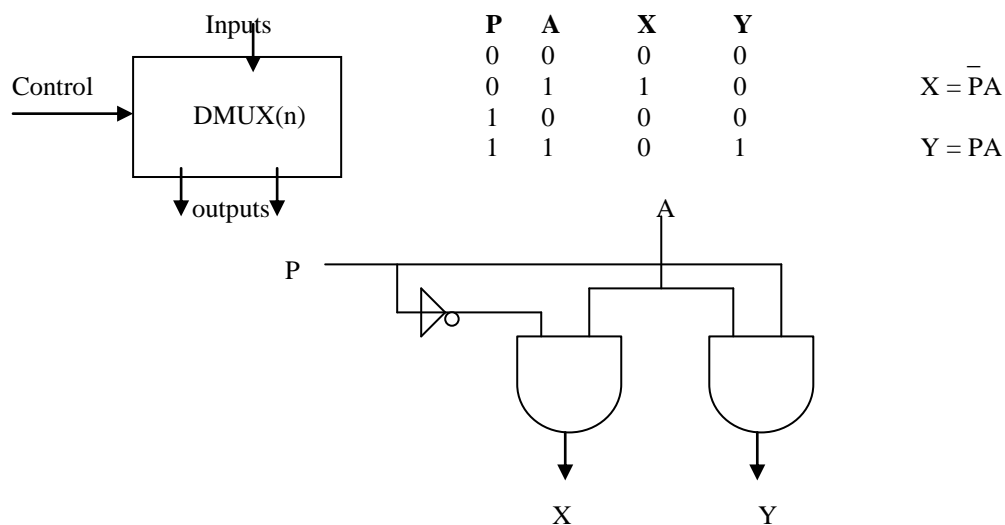 Inputs
Control
DMUX(n)
outputs
P A X Y
0 0 0 0
0 1 1 0 X = P̅A
1 0 0 0
1 1 0 1 Y = PA
A
P
X Y